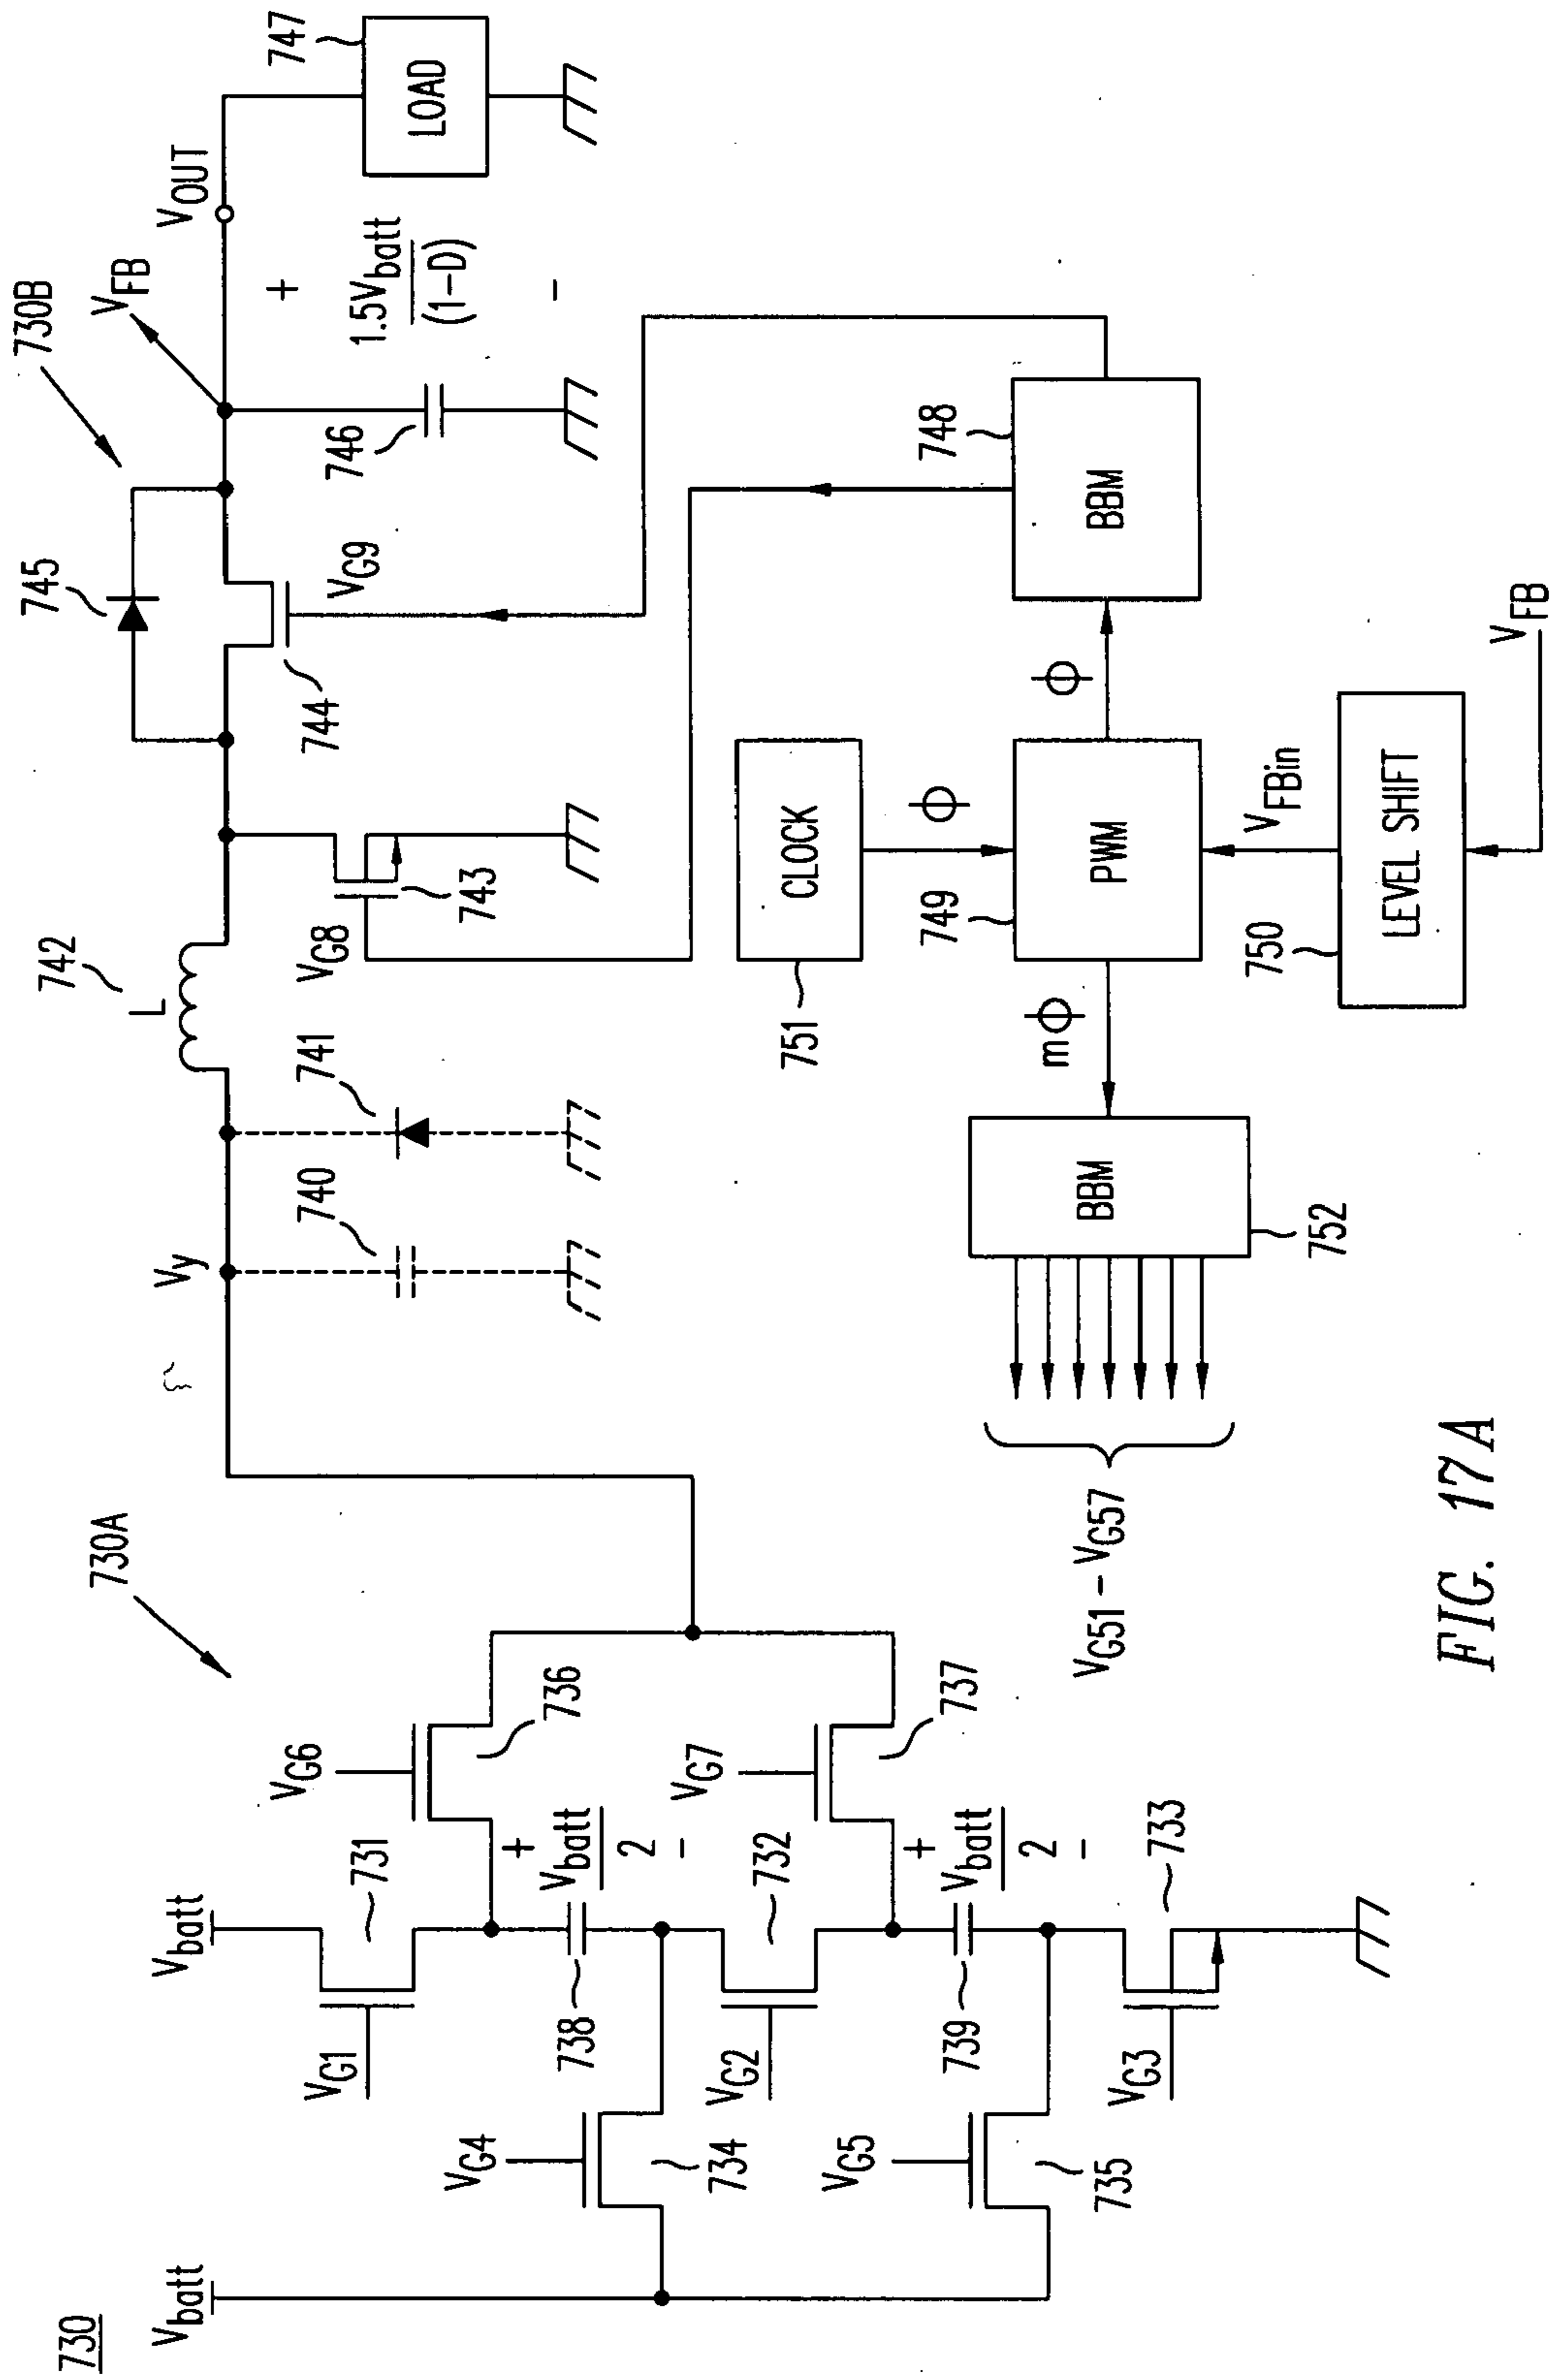 730
730A
730B
Vbatt
Vbatt
VG1
731
VG4
734
738
+
Vbatt
2
-
VG6
736
VG2
732
VG5
735
739
+
Vbatt
2
-
VG7
737
VG3
733
Vy
740
741
742
L
VG8
743
744
745
VG9
VFB
746
VOUT
+
1.5Vbatt
(1-D)
-
747
LOAD
CLOCK
751
ϕ
PWM
749
ϕ
BBM
748
mϕ
BBM
752
VG51 - VG57
VFBin
LEVEL SHIFT
750
VFB
FIG. 17A